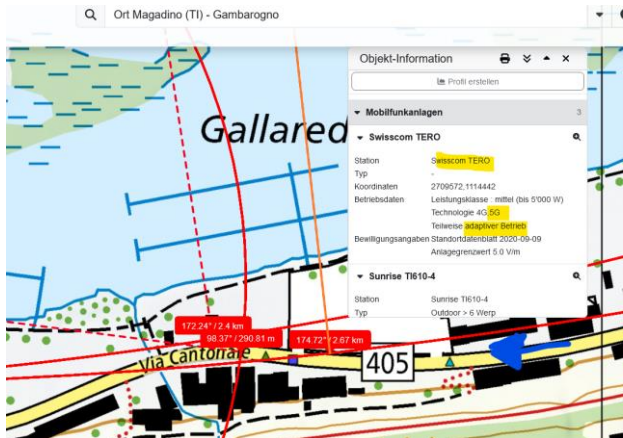 Ort Magadino (TI) - Gambarogno
Objekt-Information
Profil erstellen
Mobilfunkanlagen 3
Swisscom TERO
Station Swisscom TERO
Typ -
Koordinaten 2709572,1114442
Betriebsdaten Leistungsklasse : mittel (bis 5'000 W)
Technologie 4G,5G
Teilweise adaptiver Betrieb
Bewilligungsangaben Standortdatenblatt 2020-09-09
Anlagegrenzwert 5.0 V/m
Sunrise TI610-4
Station Sunrise TI610-4
Typ Outdoor > 6 Werp
Gallared
172.24° / 2.4 km
98.37° / 290.81 m
174.72° / 2.67 km
Via Cantonale
405